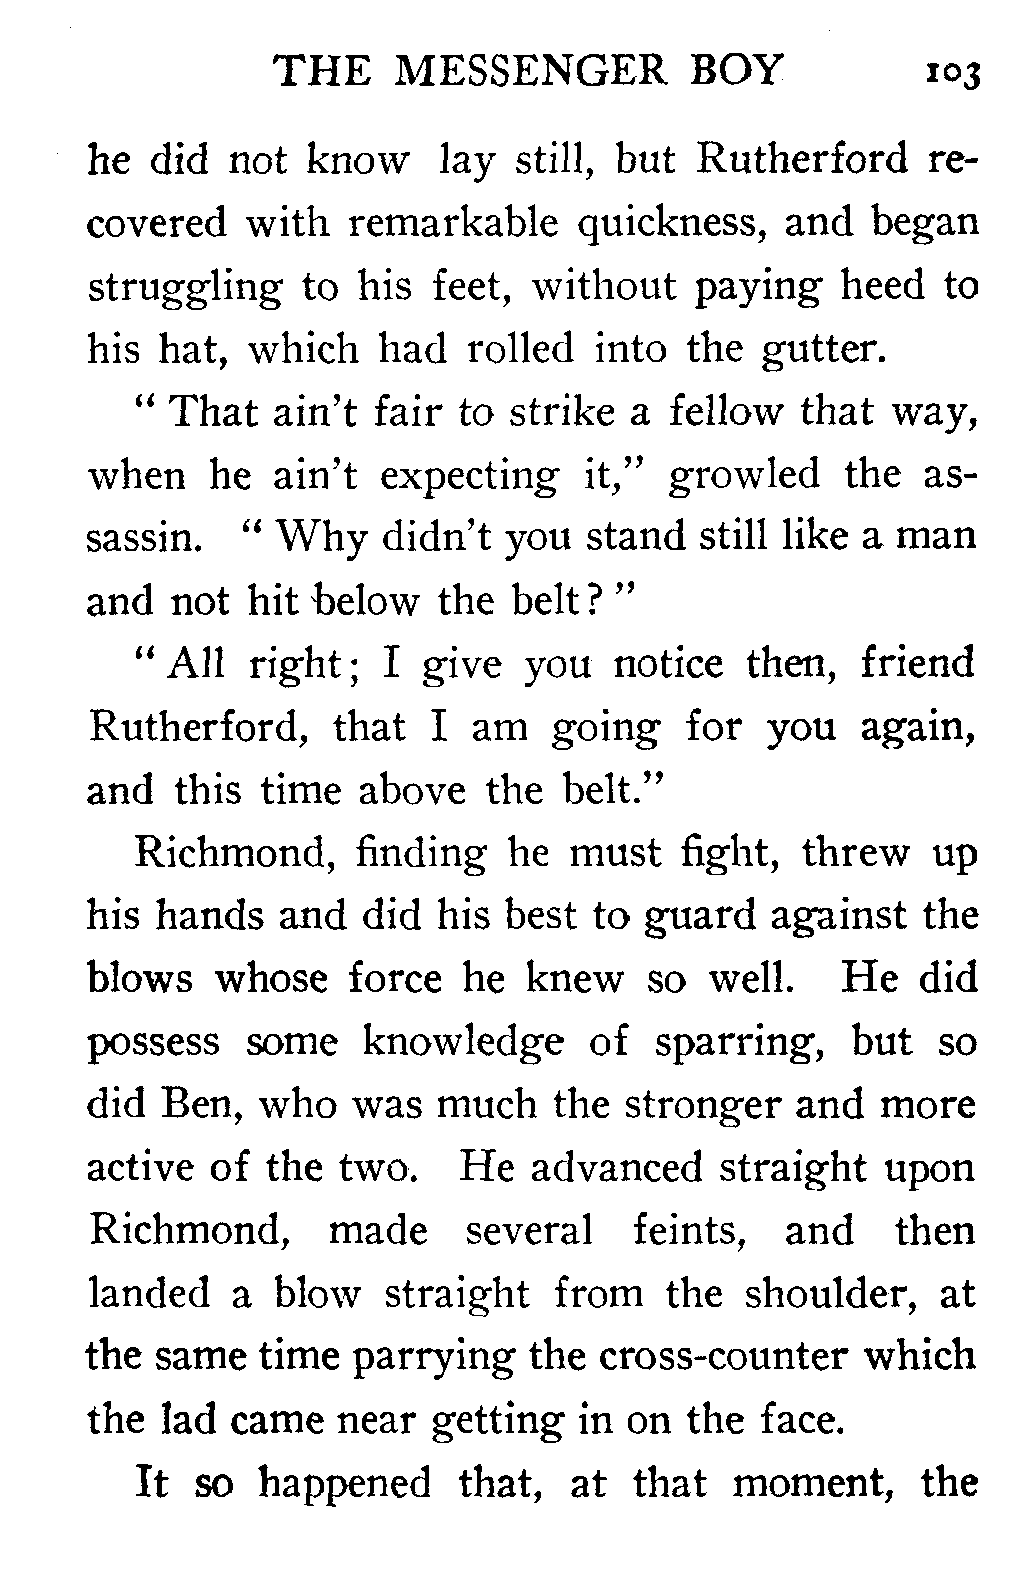 THE MESSENGER BOY 103
he did not know lay still, but Rutherford re-
covered with remarkable quickness, and began
struggling to his feet, without paying heed to
his hat, which had rolled into the gutter.
“ That ain’t fair to strike a fellow that way,
when he ain’t expecting it,” growled the as-
sassin. “ Why didn’t you stand still like a man
and not hit below the belt? ”
“ All right; I give you notice then, friend
Rutherford, that I am going for you again,
and this time above the belt.”
Richmond, finding he must fight, threw up
his hands and did his best to guard against the
blows whose force he knew so well. He did
possess some knowledge of sparring, but so
did Ben, who was much the stronger and more
active of the two. He advanced straight upon
Richmond, made several feints, and then
landed a blow straight from the shoulder, at
the same time parrying the cross-counter which
the lad came near getting in on the face.
It so happened that, at that moment, the